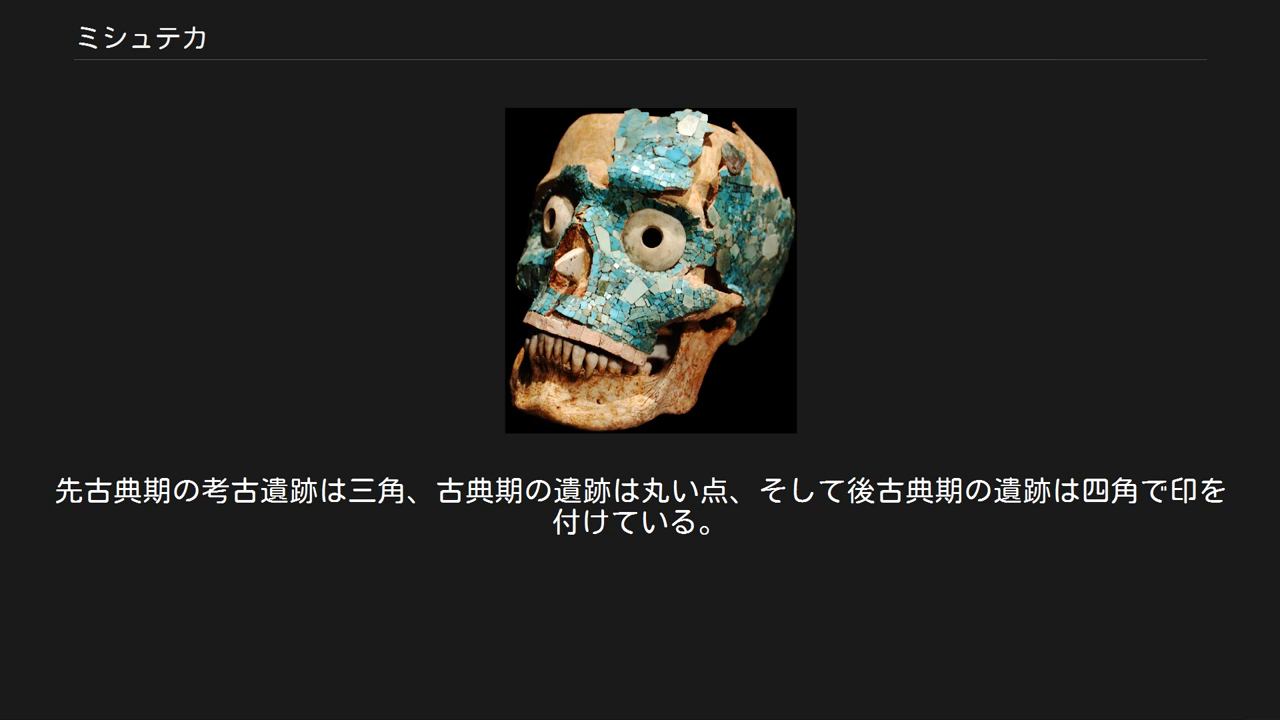 ミシュテカ
先古典期の考古遺跡は三角、古典期の遺跡は丸い点、そして後古典期の遺跡は四角で印を
付けている。